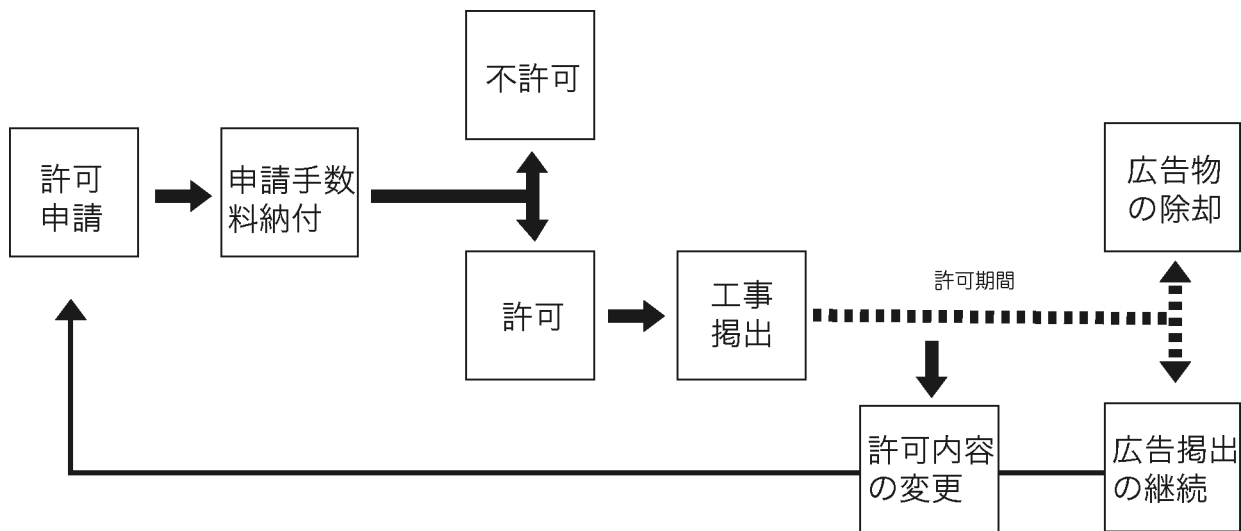 許可
申請
申請手数
料納付
不許可
許可
工事
掲出
許可期間
広告物
の除却
許可内容
の変更
広告掲出
の継続